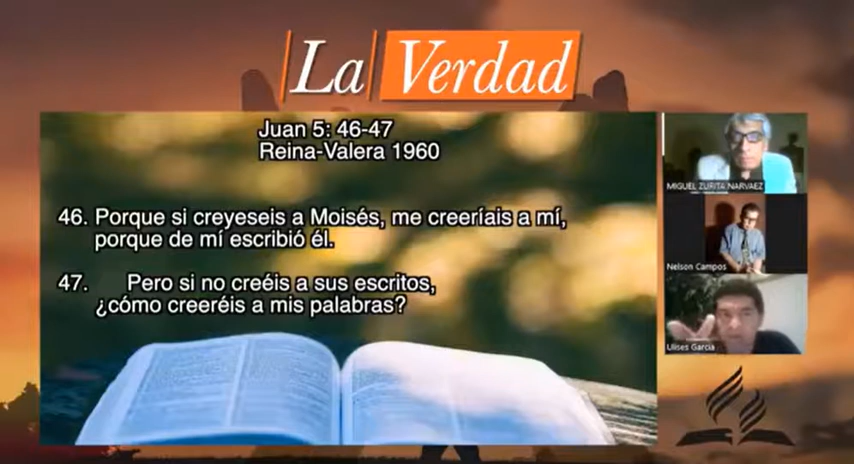 La Verdad
Juan 5: 46-47
Reina-Valera 1960
46. Porque si creyeseis a Moisés, me creeríais a mí,
porque de mí escribió él.
47. Pero si no creéis a sus escritos,
¿cómo creeréis a mis palabras?
MIGUEL ZURITA NARVAEZ
Nelson Campos
Ulises Garcia